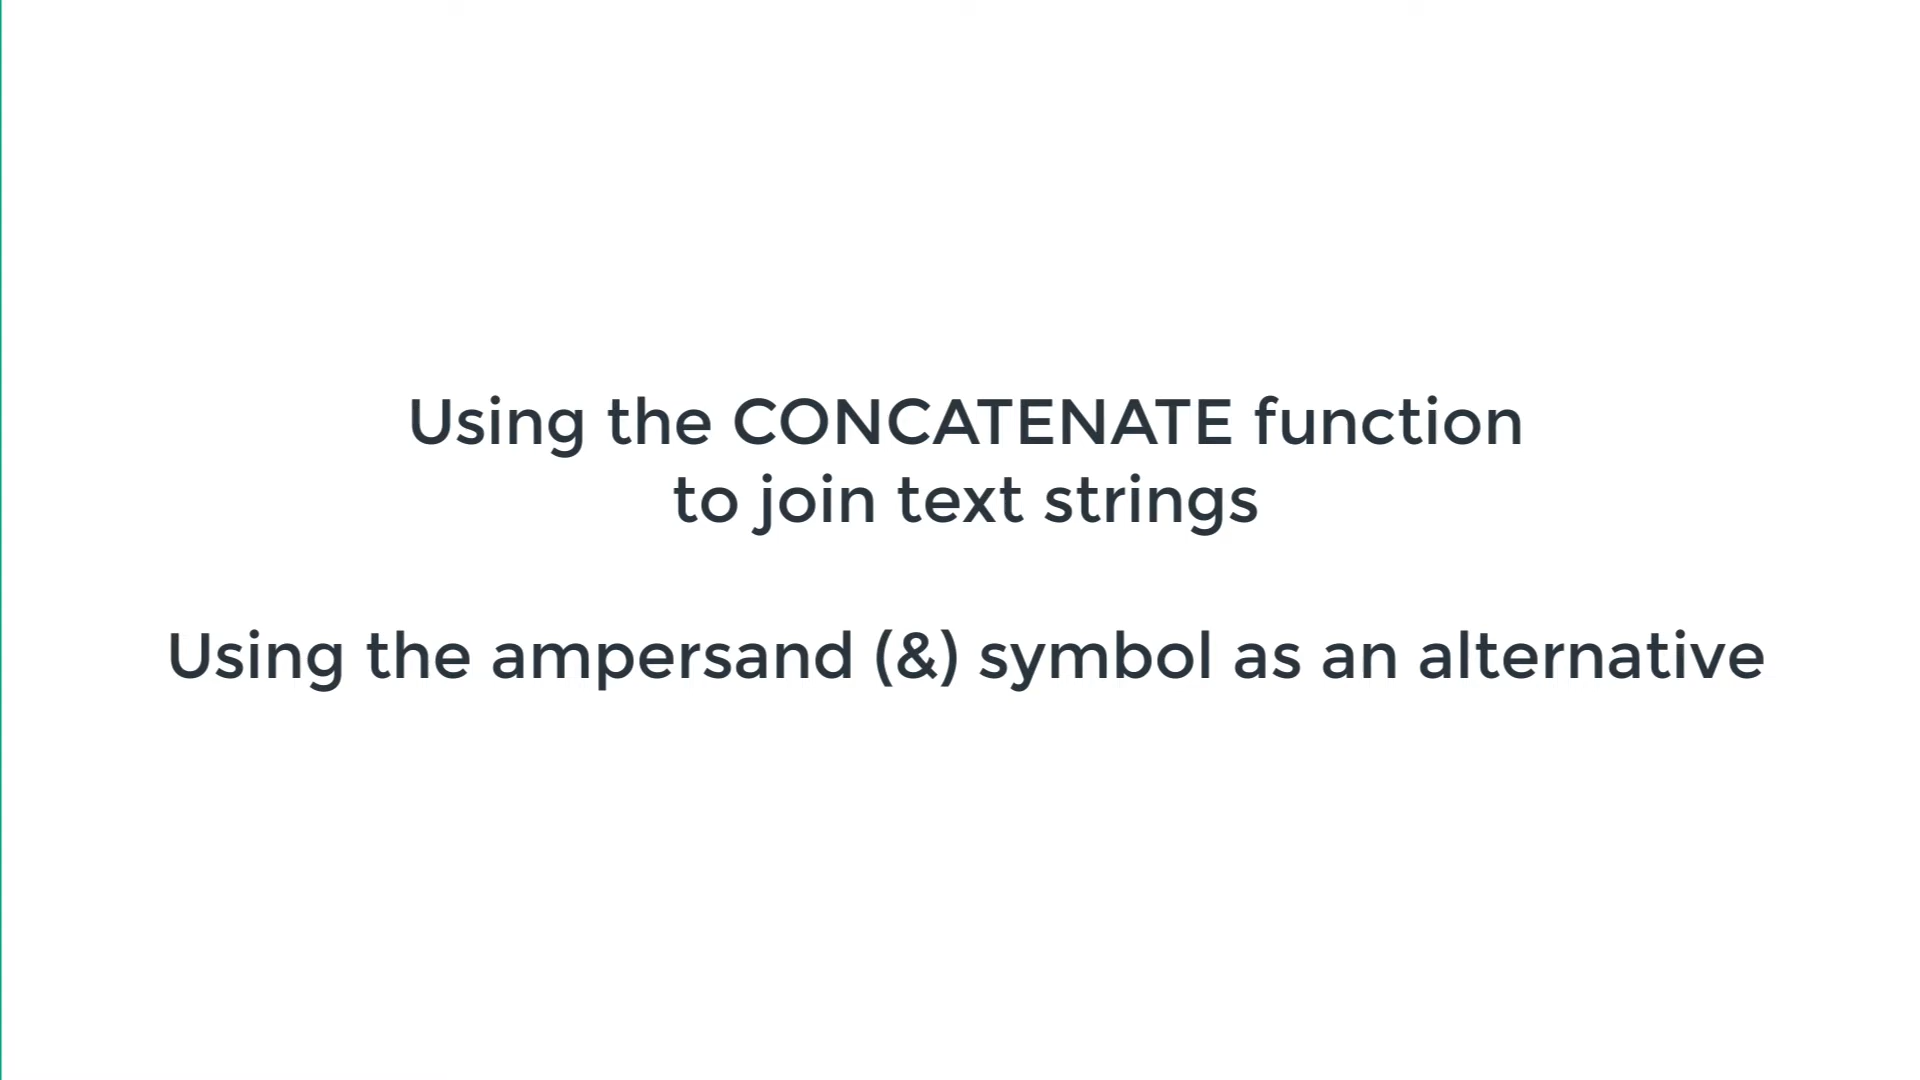 Using the CONCATENATE function
to join text strings
Using the ampersand (&) symbol as an alternative